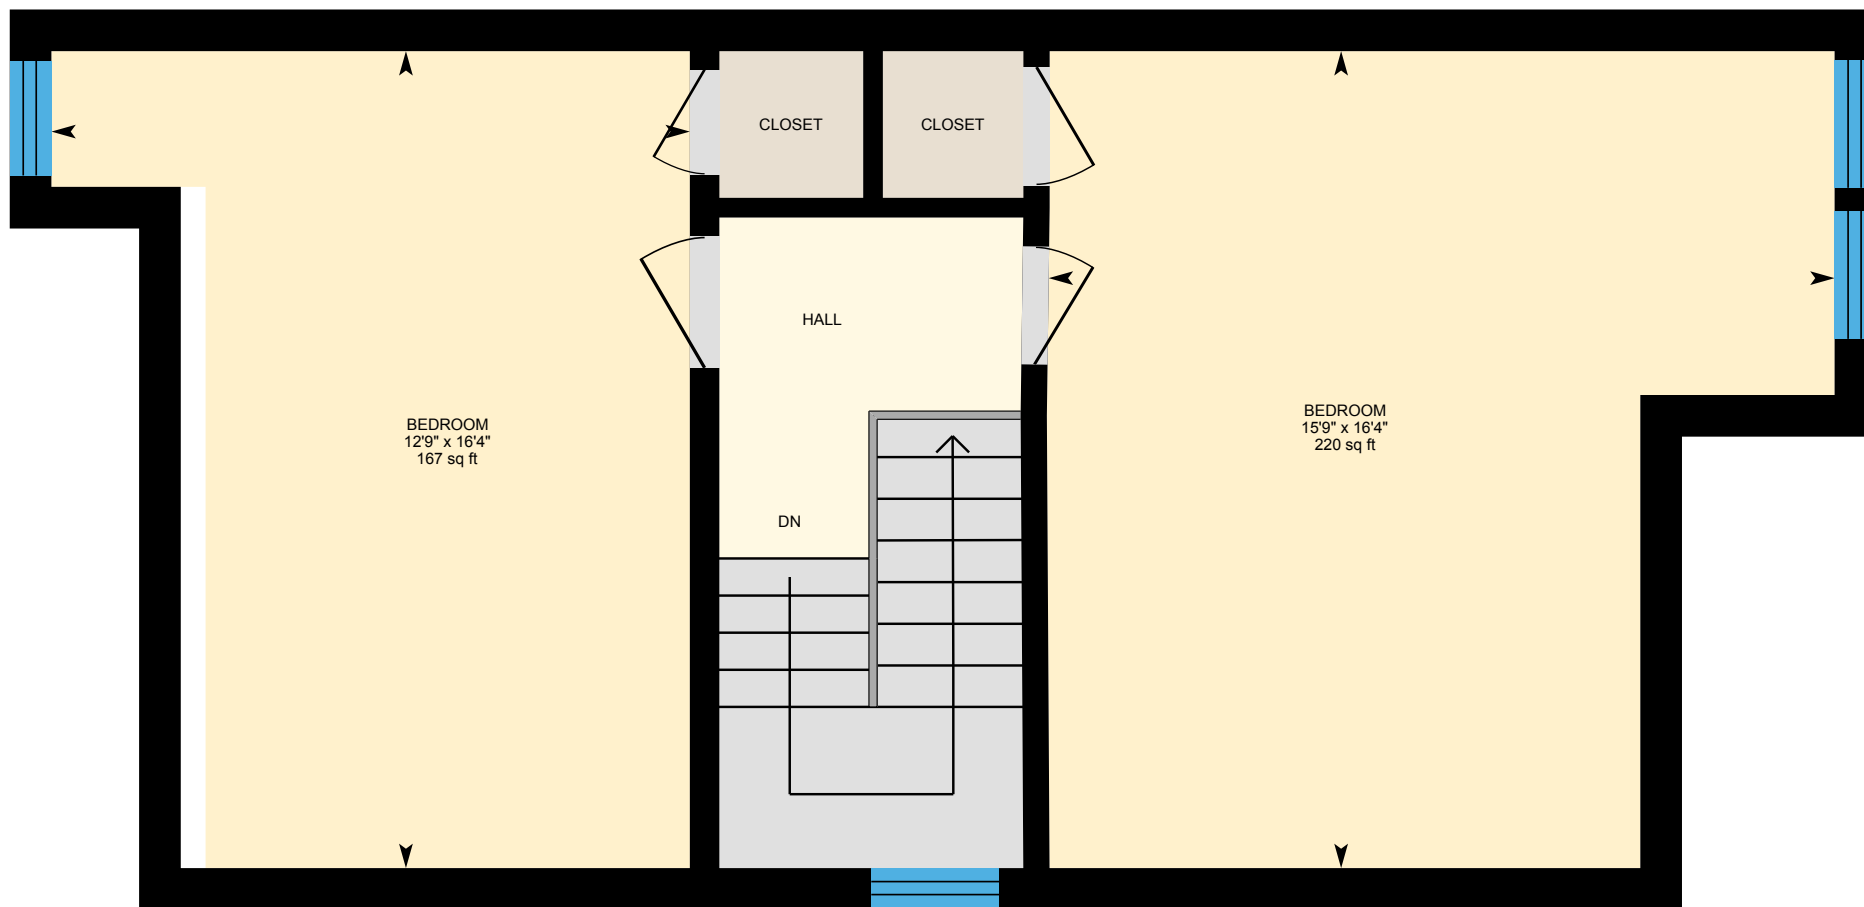 CLOSET
CLOSET
HALL
BEDROOM
12'9" x 16'4"
167 sq ft
BEDROOM
15'9" x 16'4"
220 sq ft
DN